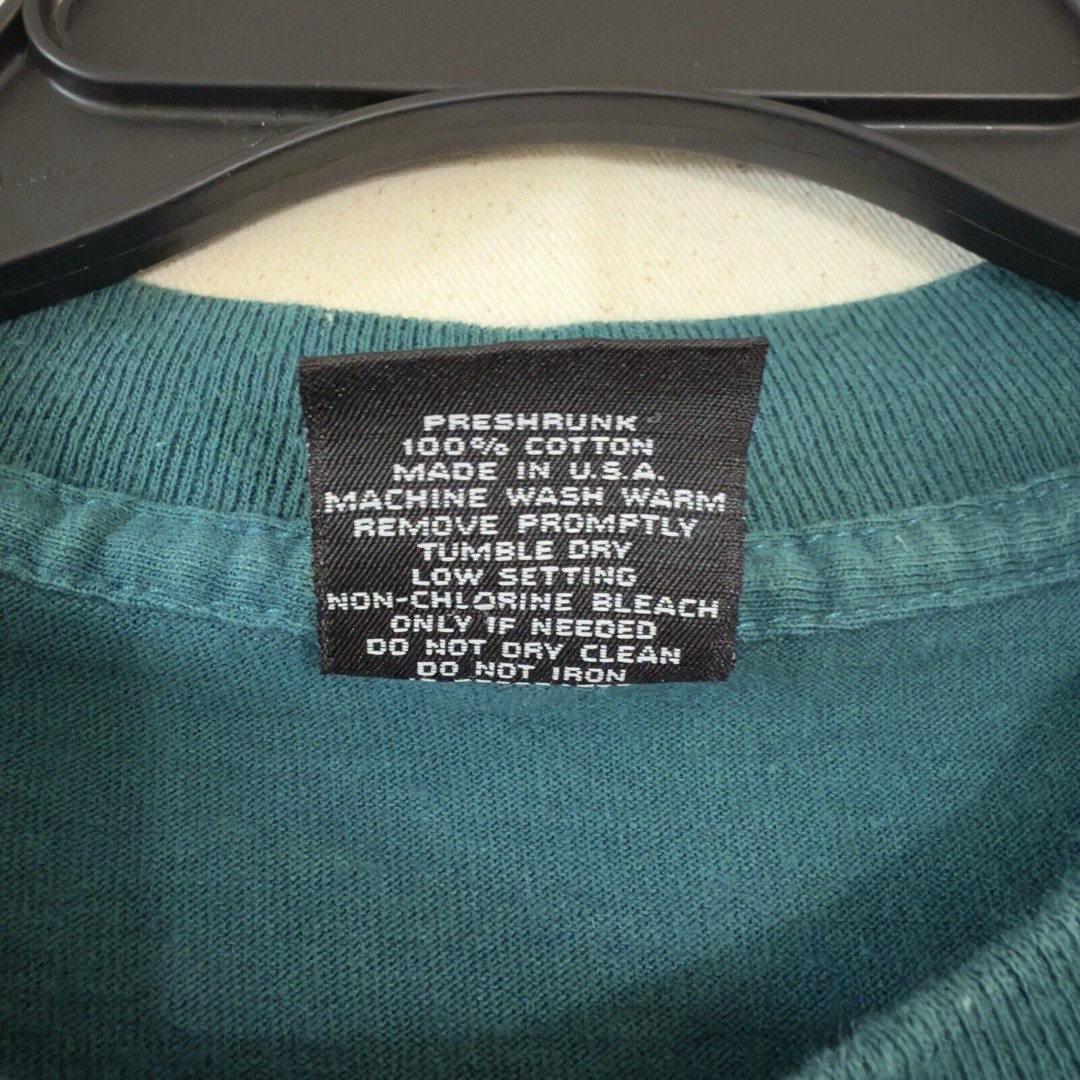 PRESHRUNK
100% COTTON
MADE IN U.S.A.
MACHINE WASH WARM
REMOVE PROMPTLY
TUMBLE DRY
LOW SETTING
NON-CHLORINE BLEACH
ONLY IF NEEDED
DO NOT DRY CLEAN
DO NOT IRON